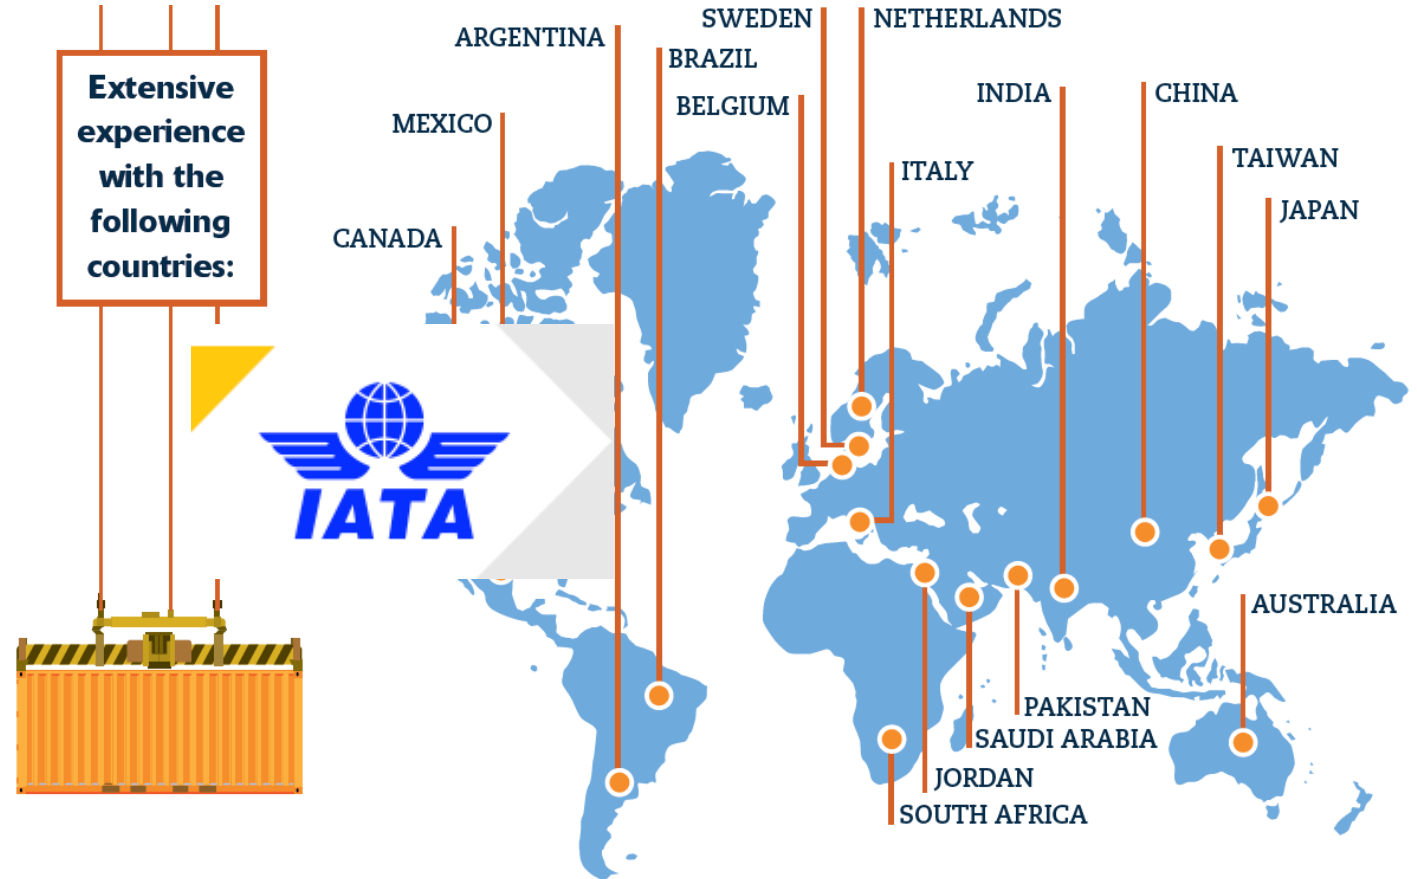 Extensive
experience
with the
following
countries:
SWEDEN
NETHERLANDS
ARGENTINA
BRAZIL
BELGIUM
INDIA
CHINA
MEXICO
ITALY
TAIWAN
JAPAN
CANADA
IATA
AUSTRALIA
PAKISTAN
SAUDI ARABIA
JORDAN
SOUTH AFRICA